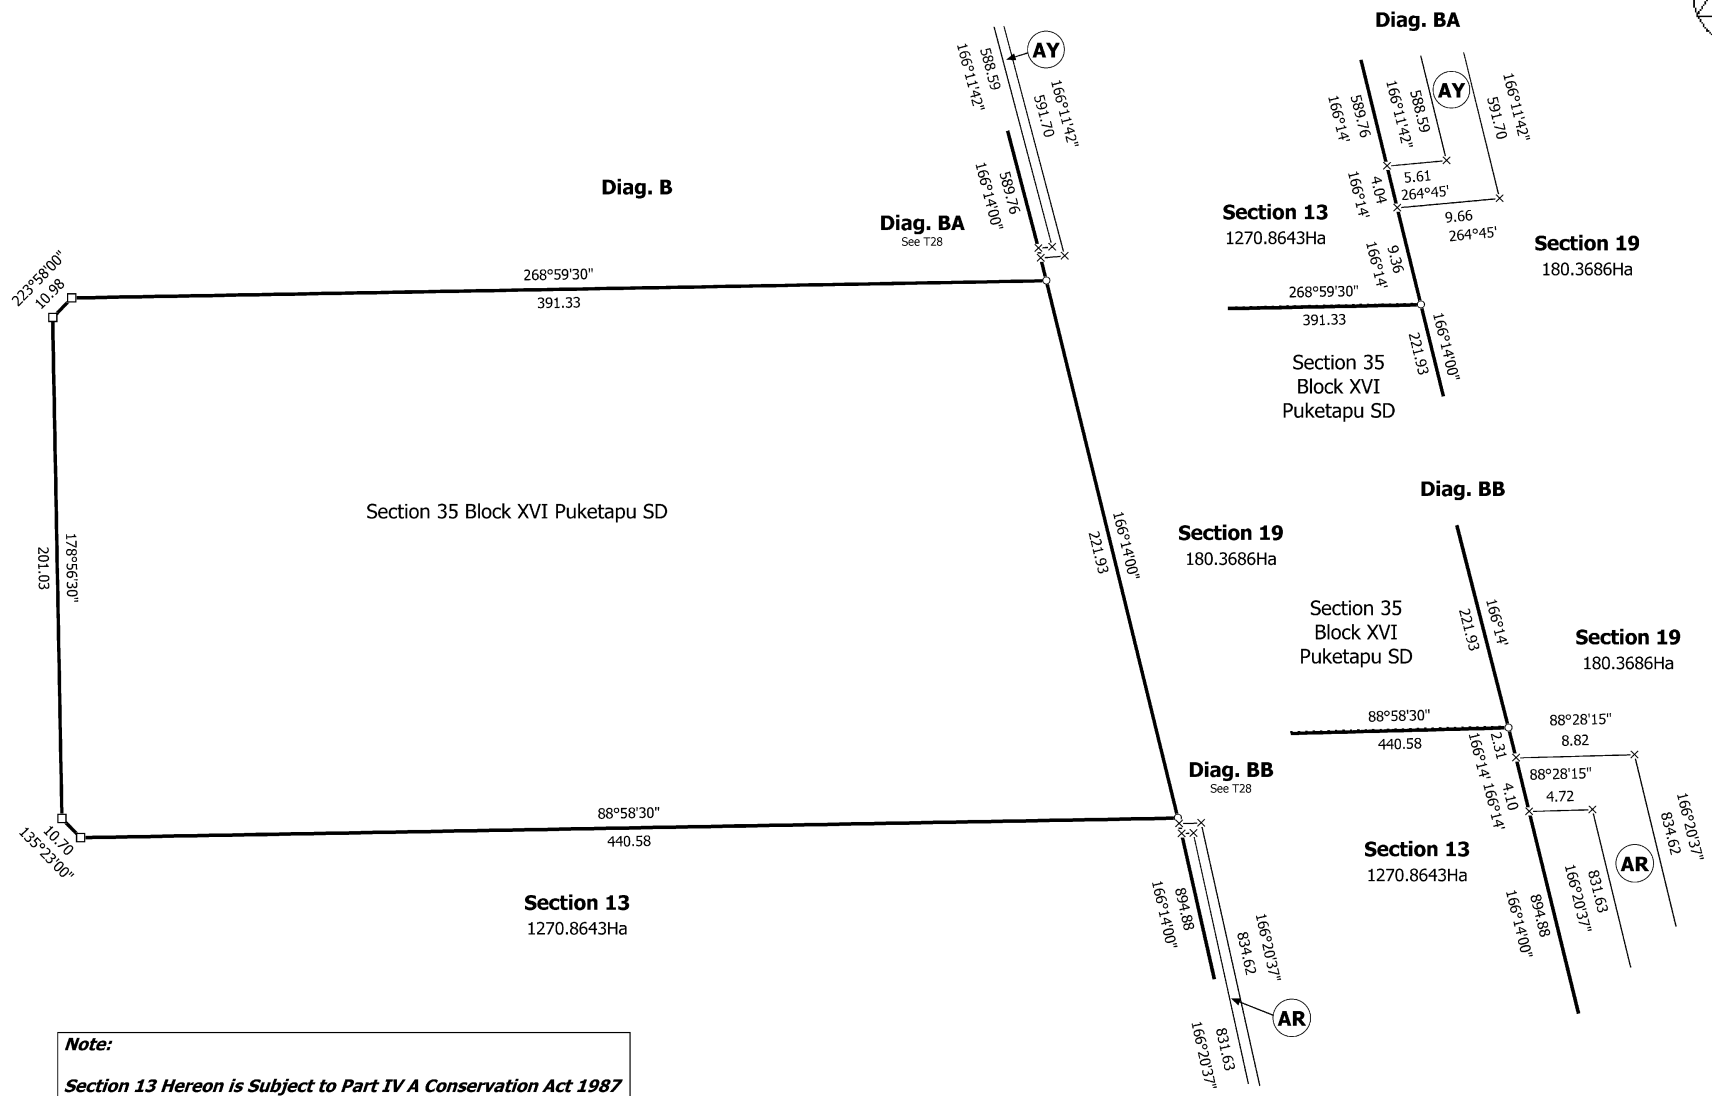 Diag. B
223°58'00"
10.98
268°59'30"
391.33
178°56'30"
201.03
Section 35 Block XVI Puketapu SD
135°23'00"
10.70
88°58'30"
440.58
Section 13
1270.8643Ha
588.59
166°11'42"
AY
166°11'42"
591.70
589.76
166°14'00"
Diag. BA
See T28
166°14'00"
221.93
Section 19
180.3686Ha
Diag. BB
See T28
894.88
166°14'00"
166°20'37"
834.62
AR
831.63
166°20'37"
Diag. BA
589.76
166°14'
588.59
166°11'42"
AY
166°11'42"
591.70
4.04
166°14'
5.61
264°45'
9.66
264°45'
Section 13
1270.8643Ha
9.36
166°14'
Section 19
180.3686Ha
268°59'30"
391.33
166°14'00"
221.93
Section 35
Block XVI
Puketapu SD
Diag. BB
166°14'
221.93
Section 35
Block XVI
Puketapu SD
Section 19
180.3686Ha
88°58'30"
440.58
2.31
166°14'
88°28'15"
8.82
4.10
166°14'
88°28'15"
4.72
Section 13
1270.8643Ha
166°20'37"
834.62
AR
831.63
166°20'37"
894.88
166°14'00"
Note:
Section 13 Hereon is Subject to Part IV A Conservation Act 1987